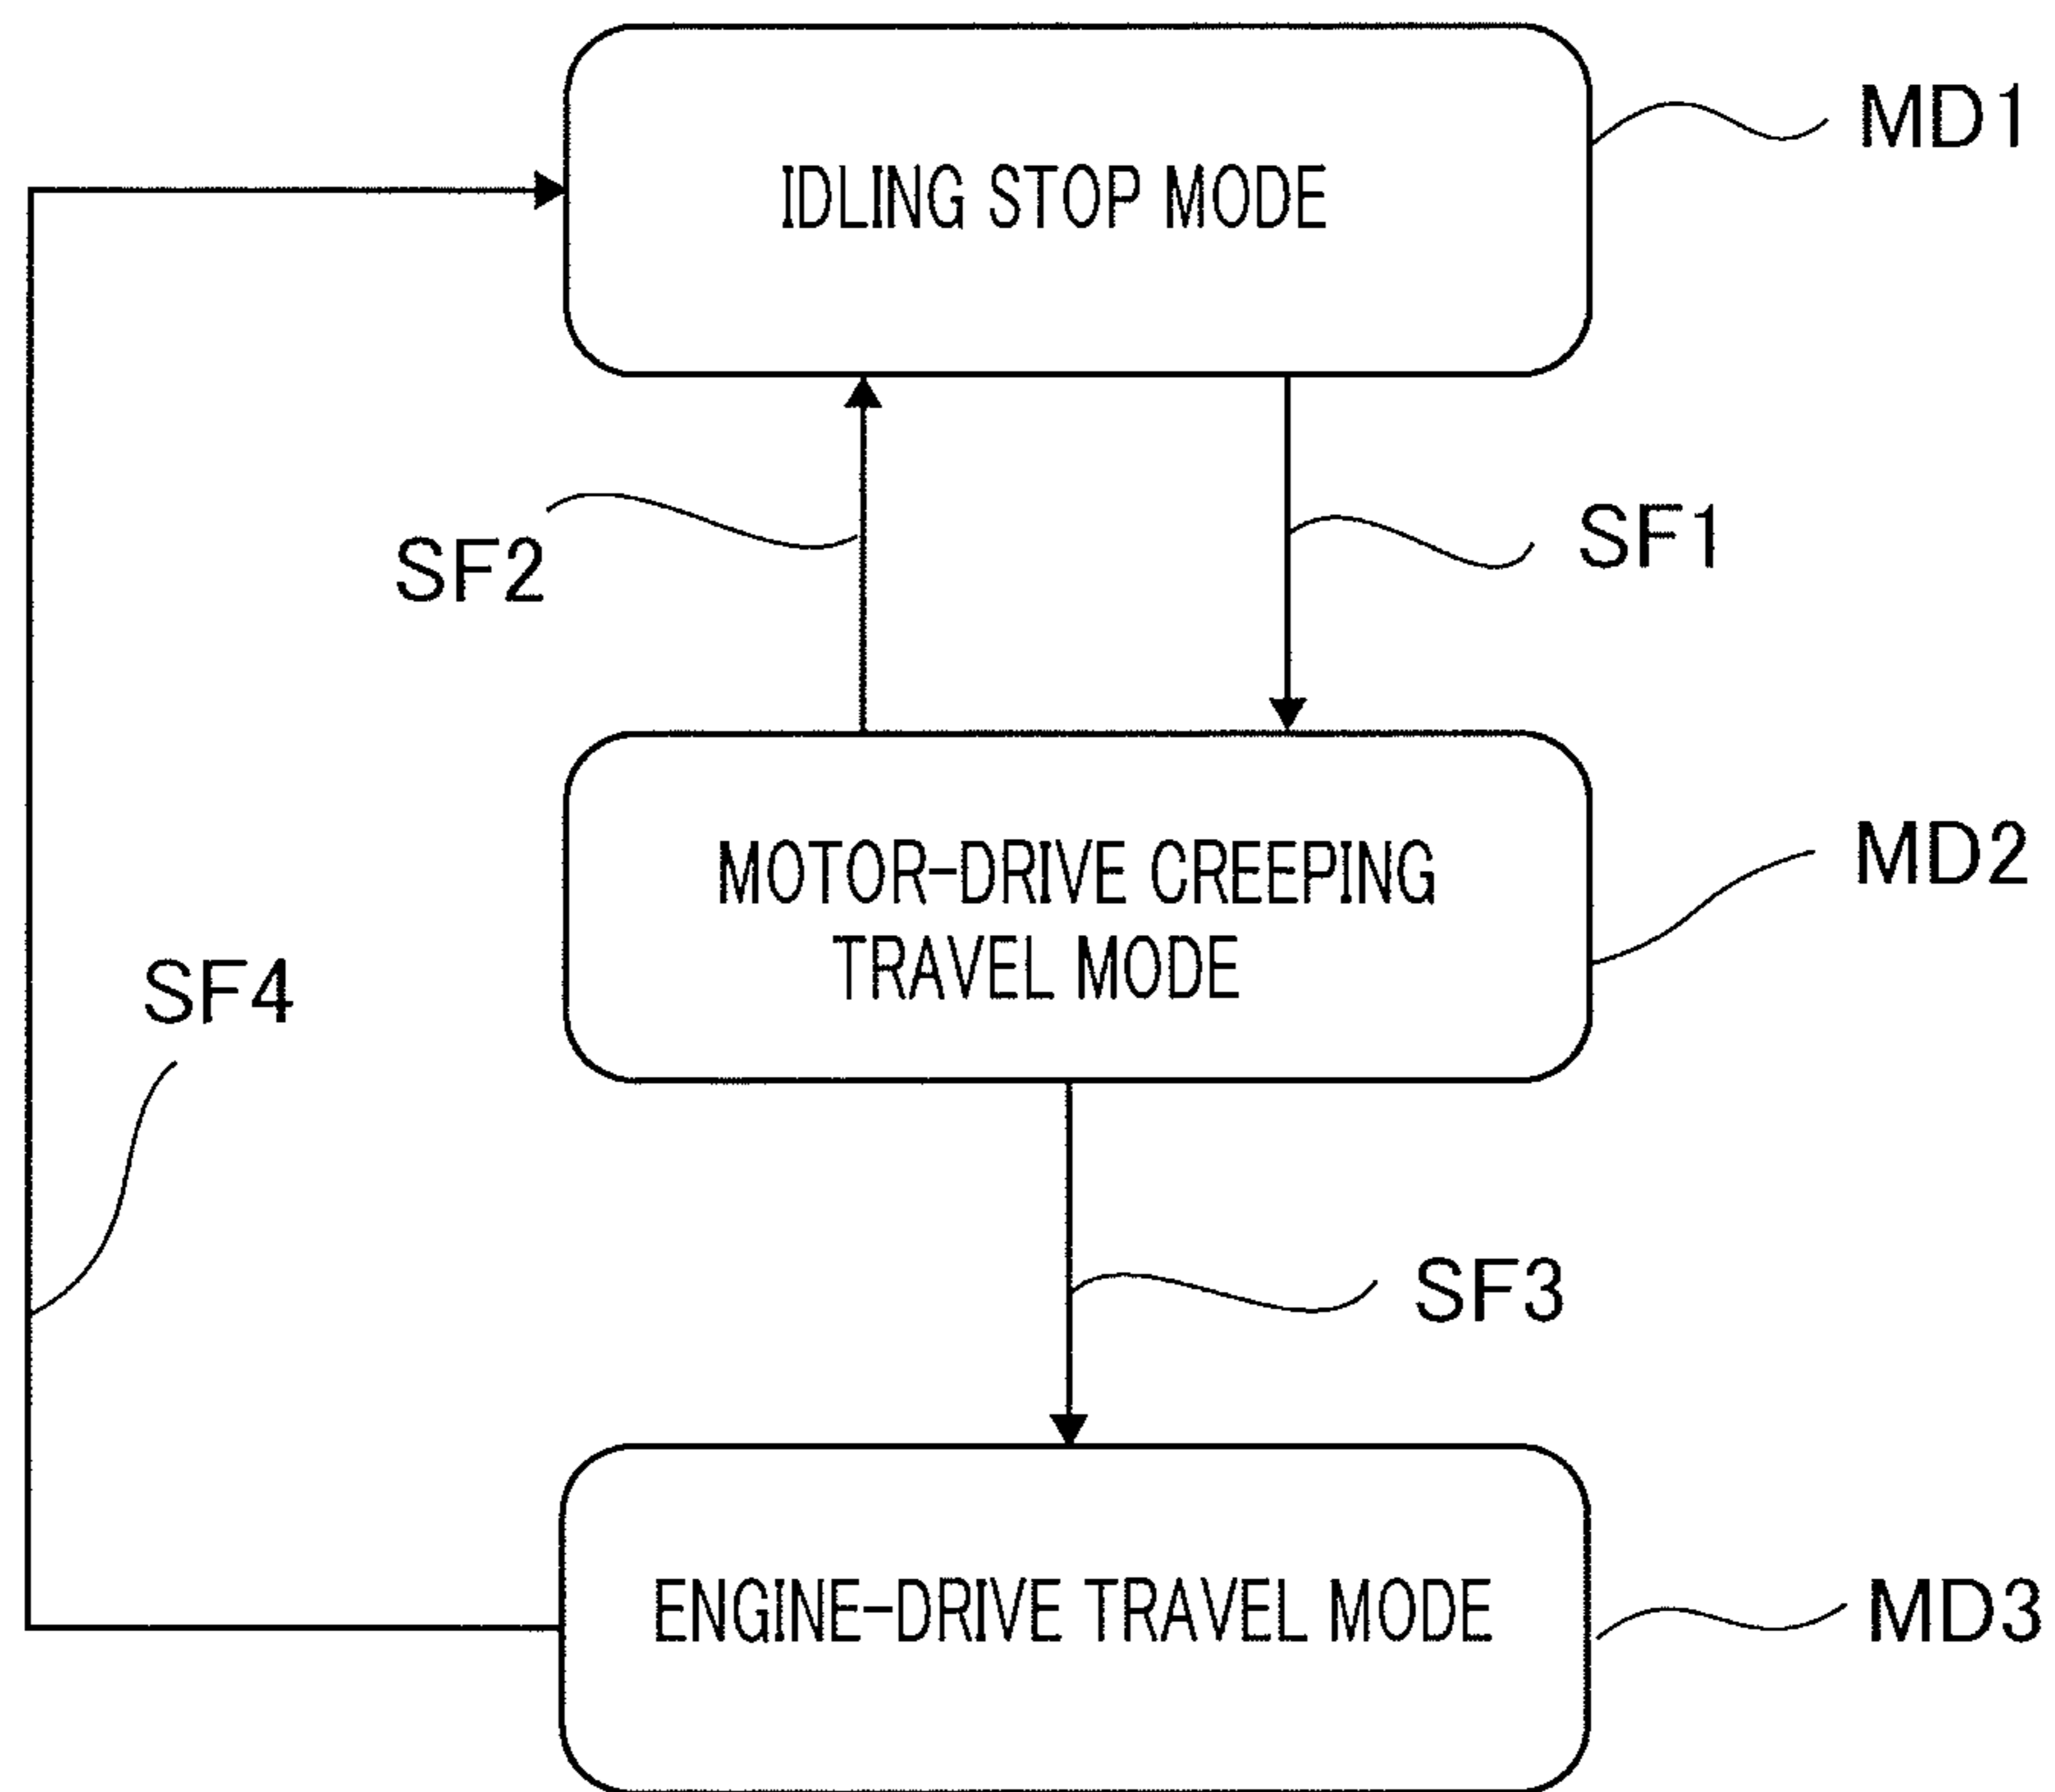 MD1
IDLING STOP MODE
SF1
SF2
MD2
MOTOR-DRIVE CREEPING
TRAVEL MODE
SF4
SF3
ENGINE-DRIVE TRAVEL MODE
MD3